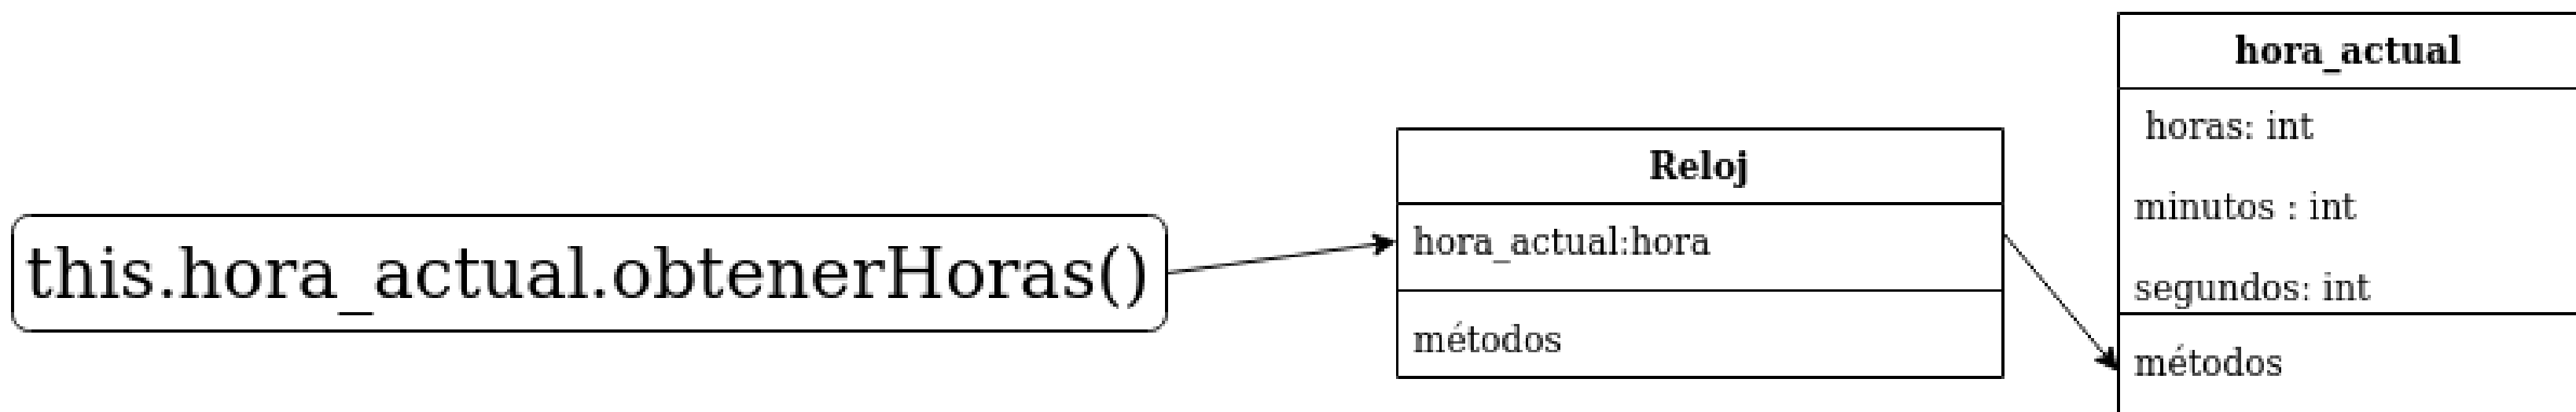 this.hora_actual.obtenerHoras()
Reloj
hora_actual:hora
métodos
hora_actual
horas: int
minutos : int
segundos: int
métodos